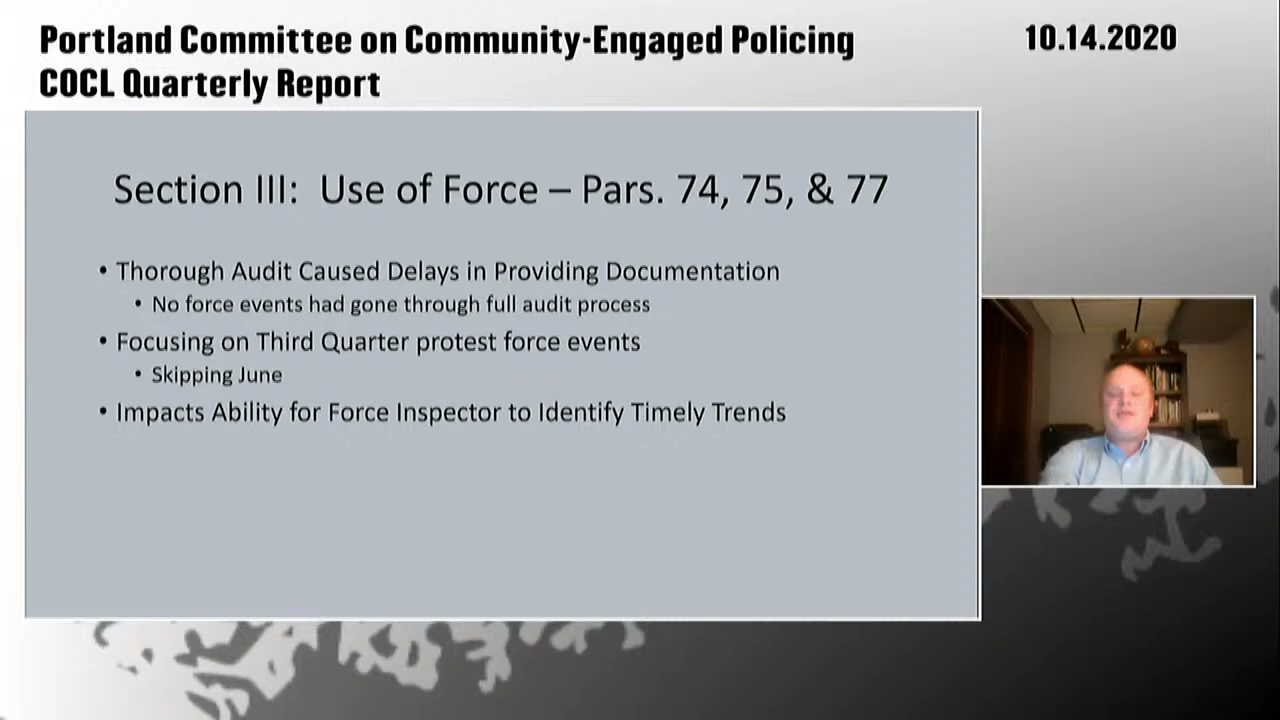 Portland Committee on Community-Engaged Policing
COCL Quarterly Report
10.14.2020
Section III: Use of Force – Pars. 74, 75, & 77
• Thorough Audit Caused Delays in Providing Documentation
• No force events had gone through full audit process
• Focusing on Third Quarter protest force events
• Skipping June
• Impacts Ability for Force Inspector to Identify Timely Trends